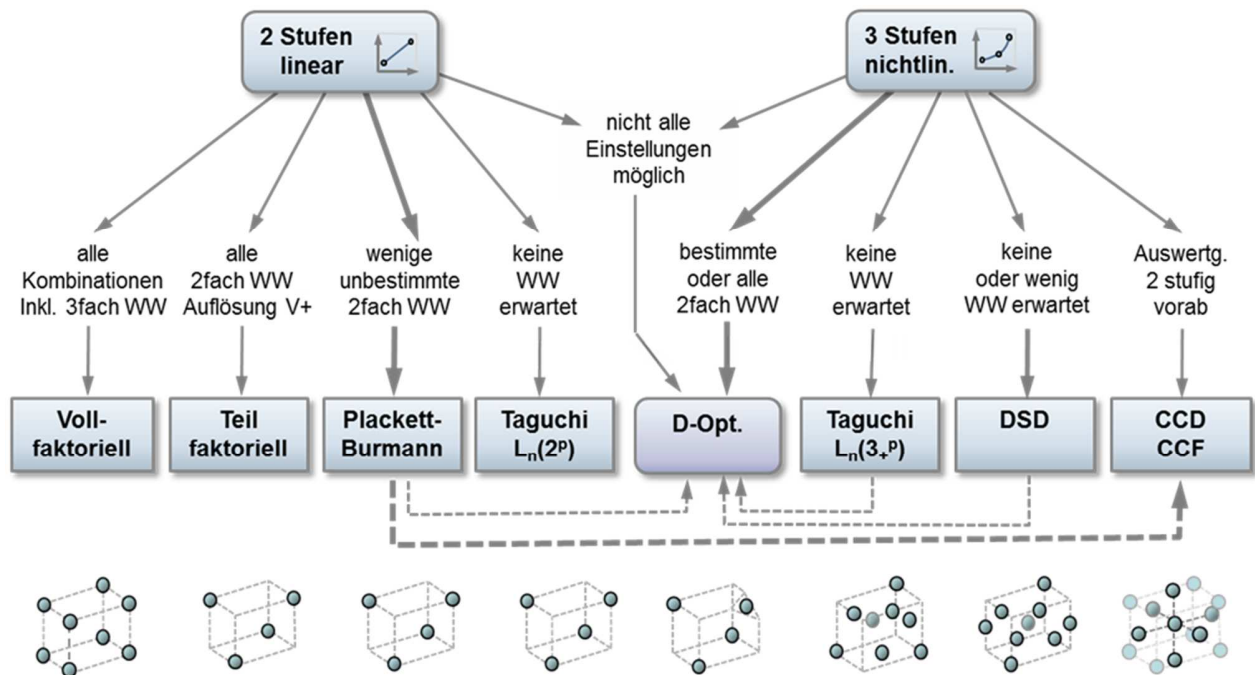 2 Stufen
linear
3 Stufen
nichtlin.
nicht alle
Einstellungen
möglich
alle
Kombinationen
Inkl. 3fach WW
alle
2fach WW
Auflösung V+
wenige
unbestimmte
2fach WW
keine
WW
erwartet
bestimmte
oder alle
2fach WW
keine
WW
erwartet
keine
oder wenig
WW erwartet
Auswertg.
2 stufig
vorab
Voll-
faktoriell
Teil
faktoriell
Plackett-
Burmann
Taguchi
Ln(2p)
D-Opt.
Taguchi
Ln(3+p)
DSD
CCD
CCF